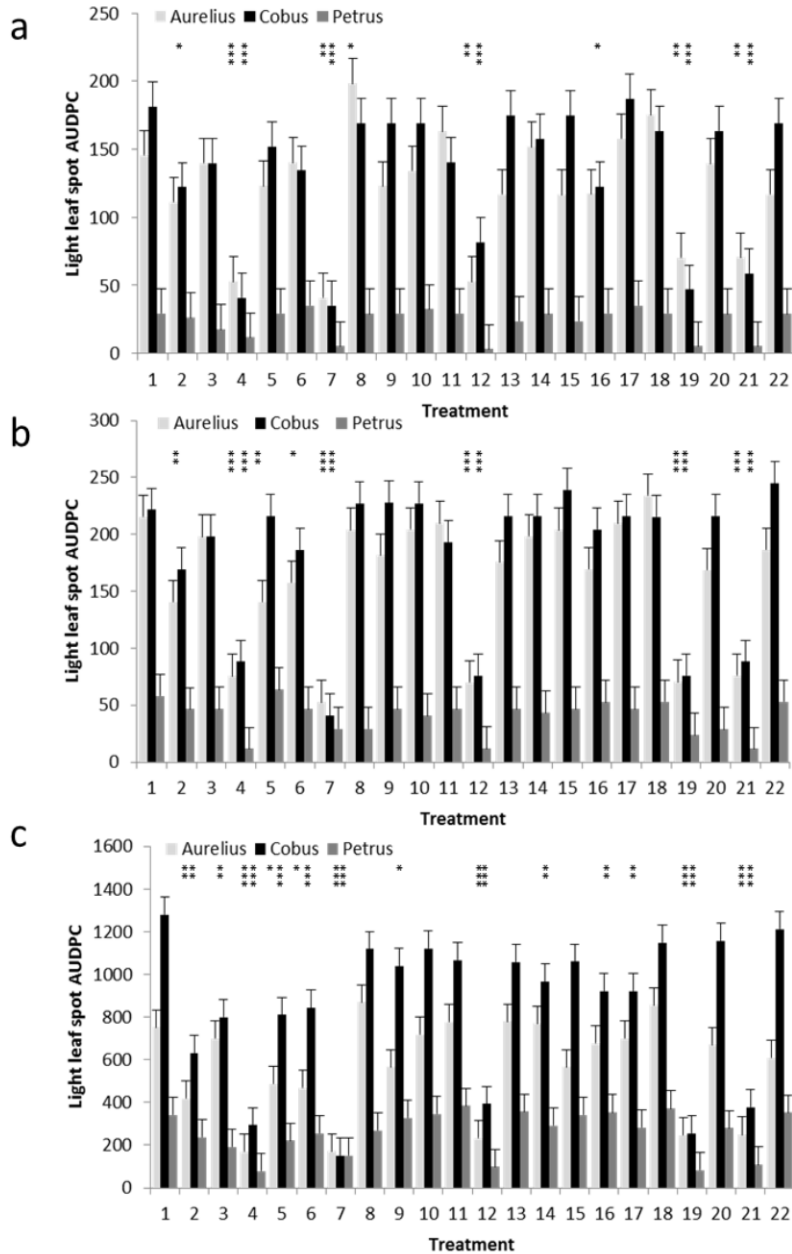 a
Aurelius Cobus Petrus
250
200
150
100
50
0
Light leaf spot AUDPC
* *** *** ** *** * ** *** * ** *** ** ***
1 2 3 4 5 6 7 8 9 10 11 12 13 14 15 16 17 18 19 20 21 22
Treatment
b
Aurelius Cobus Petrus
300
250
200
150
100
50
0
Light leaf spot AUDPC
** *** *** ** * *** *** *** *** *** *** *** ***
1 2 3 4 5 6 7 8 9 10 11 12 13 14 15 16 17 18 19 20 21 22
Treatment
c
Aurelius Cobus Petrus
1600
1400
1200
1000
800
600
400
200
0
Light leaf spot AUDPC
** ** ** *** *** * *** * *** *** *** * *** *** ** ** ** *** *** *** ***
1 2 3 4 5 6 7 8 9 10 11 12 13 14 15 16 17 18 19 20 21 22
Treatment